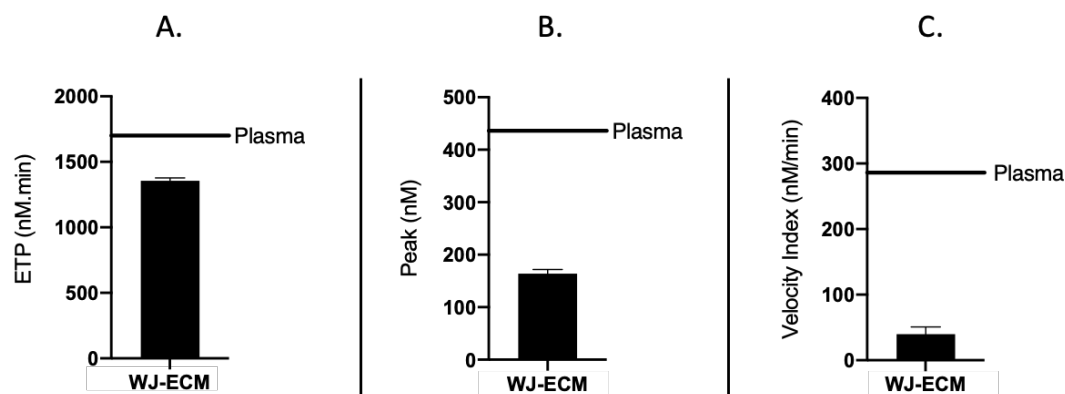 A.
B.
C.
ETP (nM.min)
2000
1500
1000
500
0
Plasma
WJ-ECM
Peak (nM)
500
400
300
200
100
0
Plasma
WJ-ECM
Velocity Index (nM/min)
400
300
200
100
0
Plasma
WJ-ECM